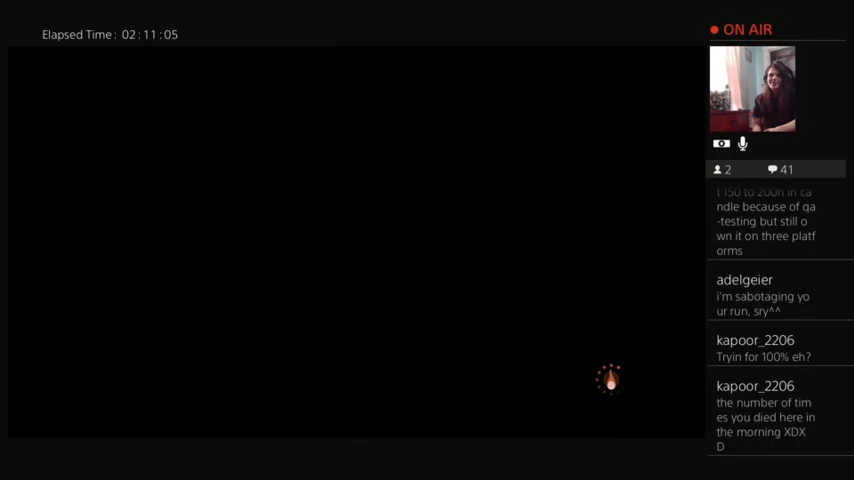 Elapsed Time: 02:11:05
ON AIR
2 41
t 150 to 200h in ca
ndle because of qa
-testing but still o
wn it on three platf
orms
adelgeier
i'm sabotaging yo
ur run, sry^^
kapoor_2206
Tryin for 100% eh?
kapoor_2206
the number of tim
es you died here in
the morning XDX
D